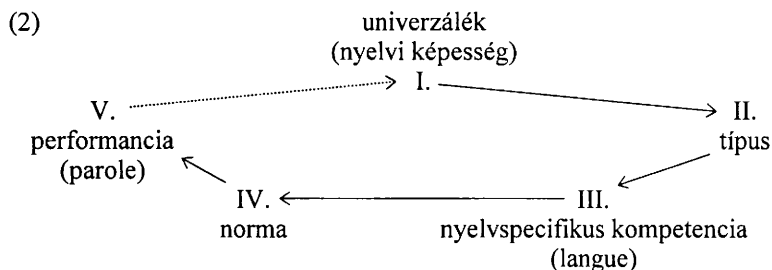 (2)
univerzálék
(nyelvi képesség)
I.
V.
performancia
(parole)
II.
típus
IV.
norma
III.
nyelvspecifikus kompetencia
(langue)